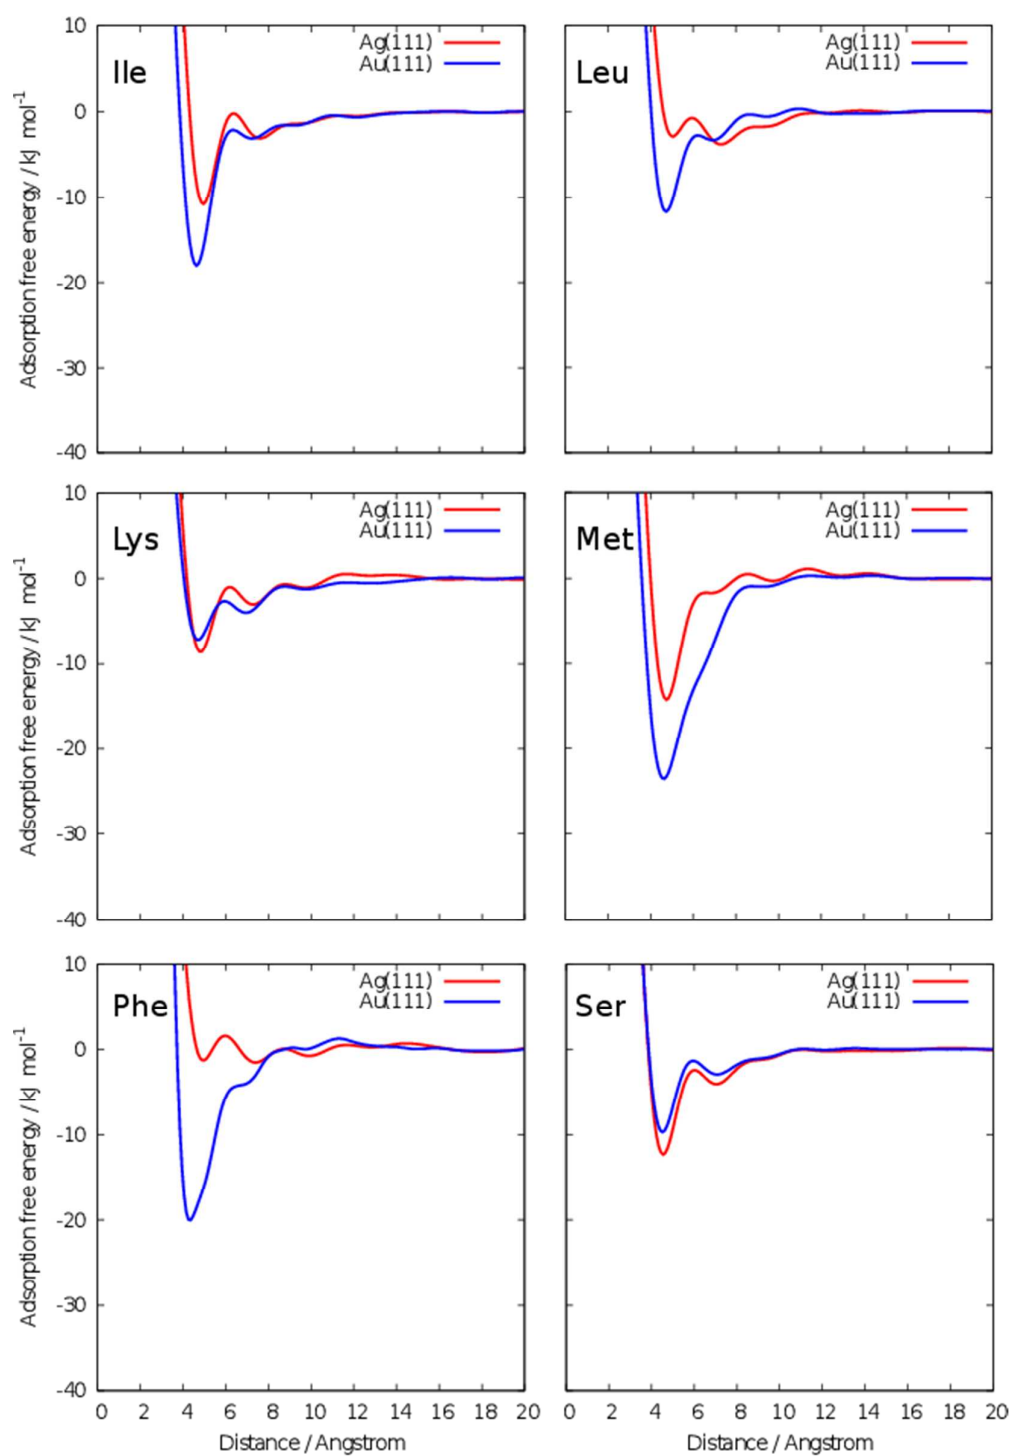 10
0
-10
-20
-30
-40
Adsorption free energy / kJ mol⁻¹
Ile
Ag(111)
Au(111)
Leu
Ag(111)
Au(111)
10
0
-10
-20
-30
-40
Adsorption free energy / kJ mol⁻¹
Lys
Ag(111)
Au(111)
Met
Ag(111)
Au(111)
10
0
-10
-20
-30
-40
Adsorption free energy / kJ mol⁻¹
Phe
Ag(111)
Au(111)
Ser
Ag(111)
Au(111)
0 2 4 6 8 10 12 14 16 18 20
0 2 4 6 8 10 12 14 16 18 20
Distance / Angstrom
Distance / Angstrom